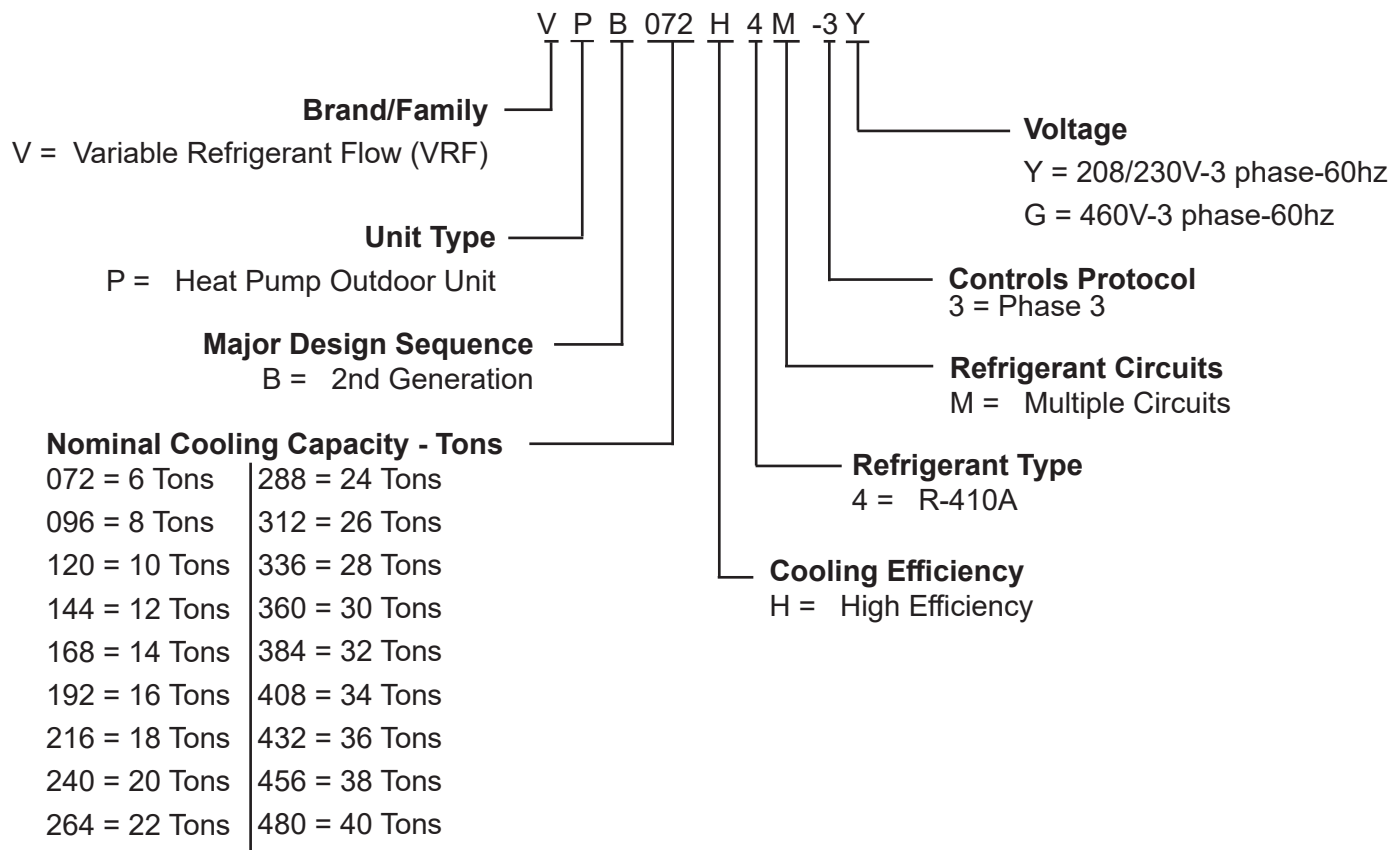 V P B 072 H 4 M -3 Y
Brand/Family
V = Variable Refrigerant Flow (VRF)
Unit Type
P = Heat Pump Outdoor Unit
Major Design Sequence
B = 2nd Generation
Nominal Cooling Capacity - Tons
072 = 6 Tons
096 = 8 Tons
120 = 10 Tons
144 = 12 Tons
168 = 14 Tons
192 = 16 Tons
216 = 18 Tons
240 = 20 Tons
264 = 22 Tons
288 = 24 Tons
312 = 26 Tons
336 = 28 Tons
360 = 30 Tons
384 = 32 Tons
408 = 34 Tons
432 = 36 Tons
456 = 38 Tons
480 = 40 Tons
Voltage
Y = 208/230V-3 phase-60hz
G = 460V-3 phase-60hz
Controls Protocol
3 = Phase 3
Refrigerant Circuits
M = Multiple Circuits
Refrigerant Type
4 = R-410A
Cooling Efficiency
H = High Efficiency